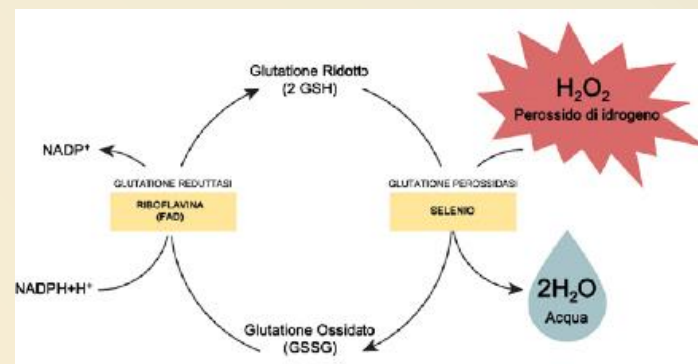 Glutatione Ridotto
(2 GSH)
H₂O₂
Perossido di idrogeno
NADP⁺
GLUTATIONE REDUTTASI
RIBOFLAVINA
(FAD)
GLUTATIONE PEROSSIDASI
SELENIO
NADPH+H⁺
2H₂O
Acqua
Glutatione Ossidato
(GSSG)